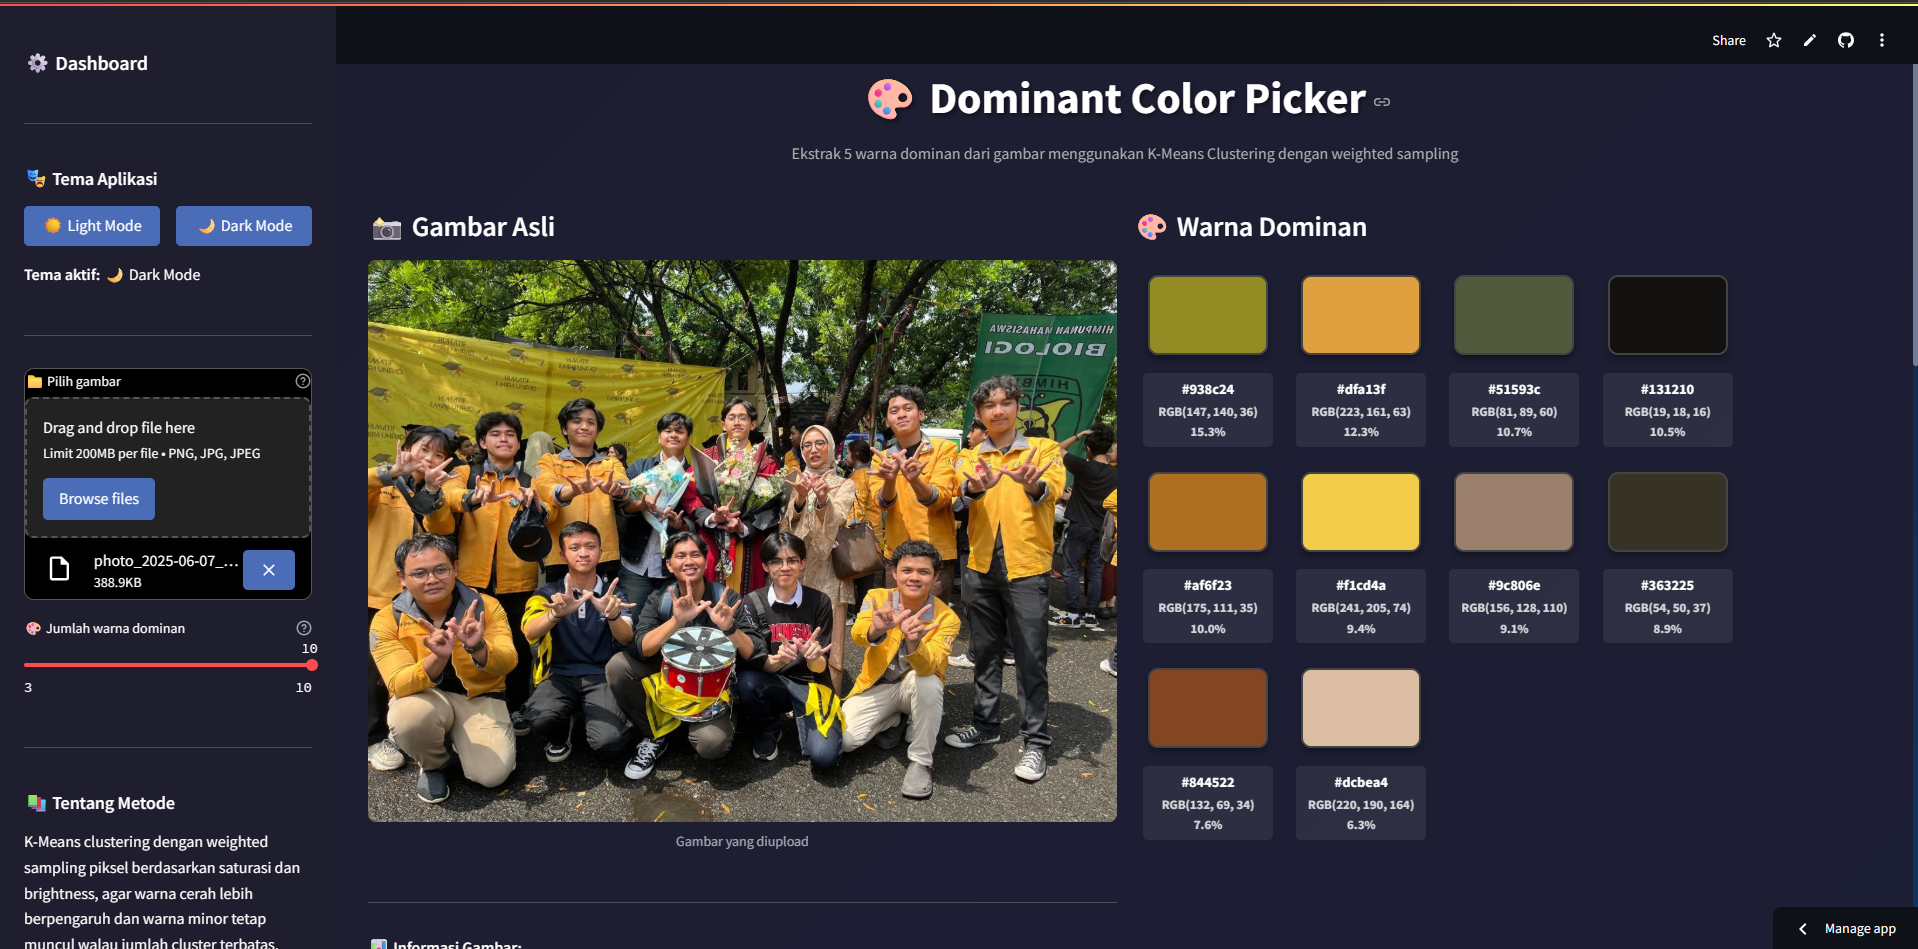 Dashboard
Tema Aplikasi
Light Mode
Dark Mode
Tema aktif: Dark Mode
Pilih gambar
Drag and drop file here
Limit 200MB per file • PNG, JPG, JPEG
Browse files
photo_2025-06-07_...
388.9KB
Jumlah warna dominan
10
3
10
Tentang Metode
K-Means clustering dengan weighted
sampling piksel berdasarkan saturasi dan
brightness, agar warna cerah lebih
berpengaruh dan warna minor tetap
muncul walau jumlah cluster terbatas.
Share
Dominant Color Picker
Ekstrak 5 warna dominan dari gambar menggunakan K-Means Clustering dengan weighted sampling
Gambar Asli
HIMPUNAN MAHASISWA
BIOLOGI
Gambar yang diupload
Informasi Gambar:
Warna Dominan
#938c24
RGB(147, 140, 36)
15.3%
#dfa13f
RGB(223, 161, 63)
12.3%
#51593c
RGB(81, 89, 60)
10.7%
#131210
RGB(19, 18, 16)
10.5%
#af6f23
RGB(175, 111, 35)
10.0%
#f1cd4a
RGB(241, 205, 74)
9.4%
#9c806e
RGB(156, 128, 110)
9.1%
#363225
RGB(54, 50, 37)
8.9%
#844522
RGB(132, 69, 34)
7.6%
#dcbea4
RGB(220, 190, 164)
6.3%
Manage app